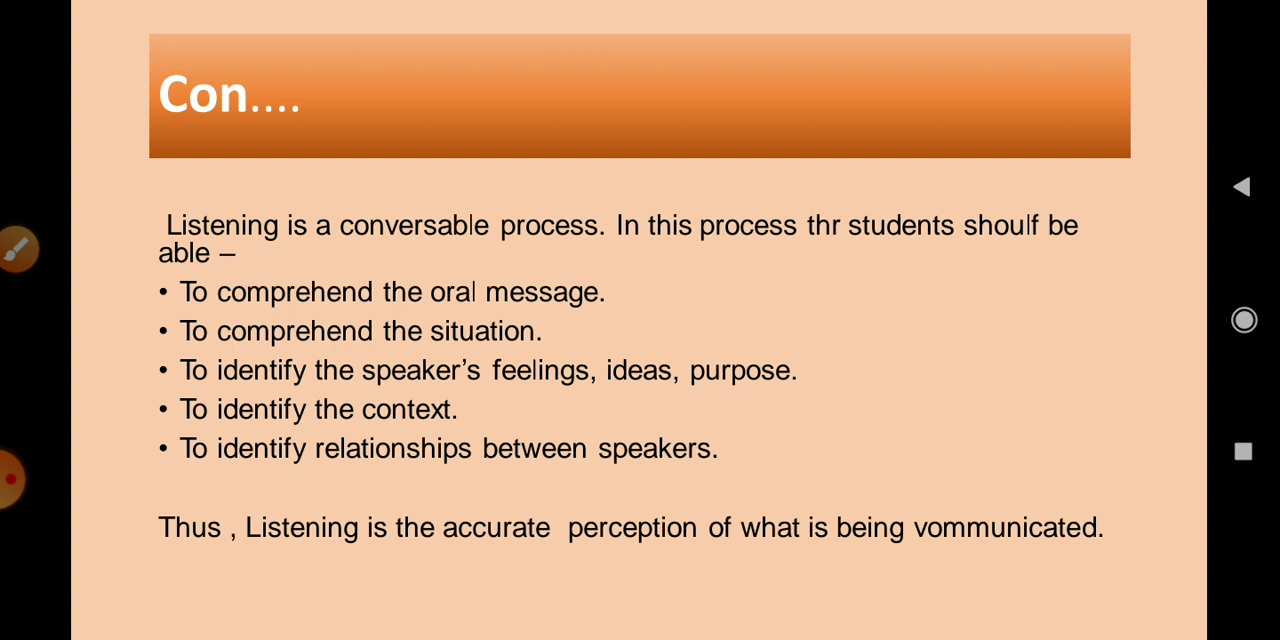 Con....
Listening is a conversable process. In this process thr students shoulf be
able –
• To comprehend the oral message.
• To comprehend the situation.
• To identify the speaker’s feelings, ideas, purpose.
• To identify the context.
• To identify relationships between speakers.
Thus , Listening is the accurate perception of what is being vommunicated.